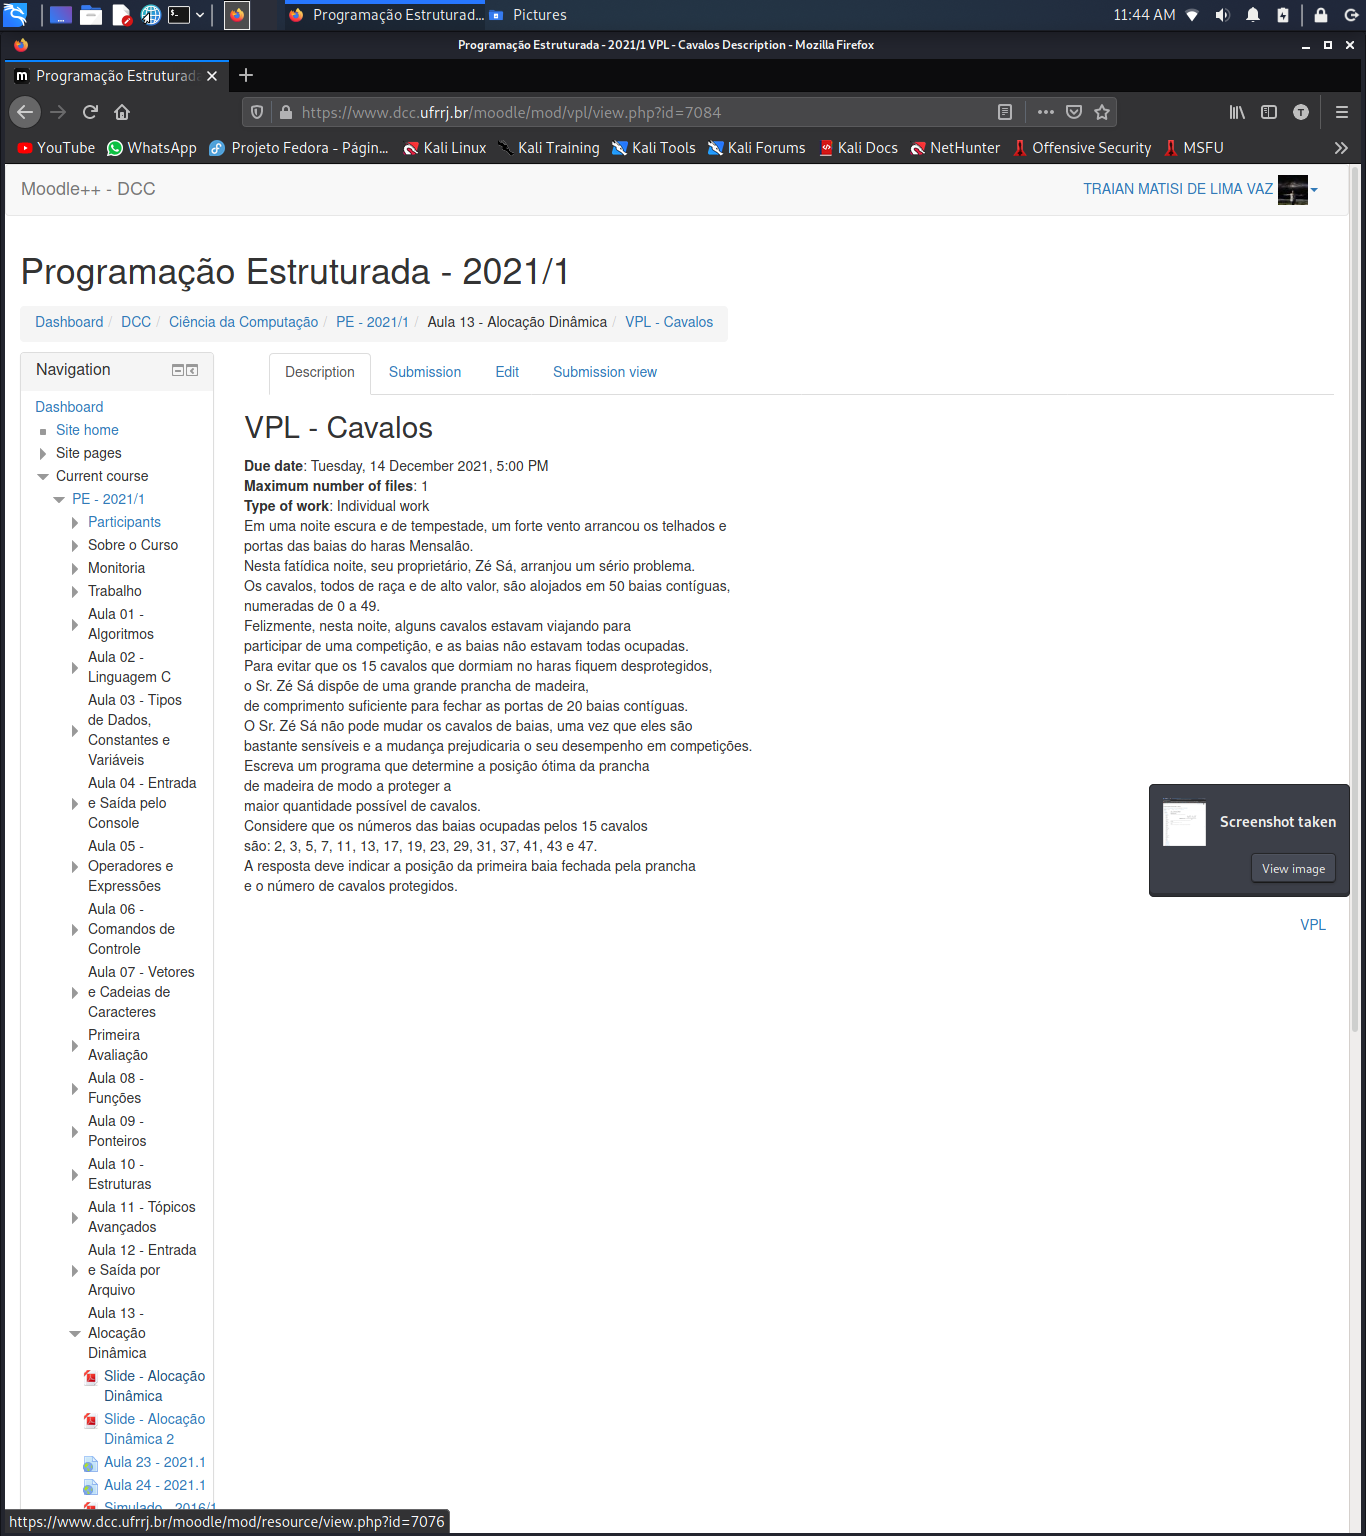 Programação Estruturad...
Pictures
11:44 AM
Programação Estruturada - 2021/1 VPL - Cavalos Description - Mozilla Firefox
Programação Estruturada
https://www.dcc.ufrrj.br/moodle/mod/vpl/view.php?id=7084
T
YouTube
WhatsApp
Projeto Fedora - Págin...
Kali Linux
Kali Training
Kali Tools
Kali Forums
Kali Docs
NetHunter
Offensive Security
MSFU
Moodle++ - DCC
TRAIAN MATISI DE LIMA VAZ
Programação Estruturada - 2021/1
Dashboard / DCC / Ciência da Computação / PE - 2021/1 / Aula 13 - Alocação Dinâmica / VPL - Cavalos
Navigation
Dashboard
Site home
Site pages
Current course
PE - 2021/1
Participants
Sobre o Curso
Monitoria
Trabalho
Aula 01 -
Algoritmos
Aula 02 -
Linguagem C
Aula 03 - Tipos
de Dados,
Constantes e
Variáveis
Aula 04 - Entrada
e Saída pelo
Console
Aula 05 -
Operadores e
Expressões
Aula 06 -
Comandos de
Controle
Aula 07 - Vetores
e Cadeias de
Caracteres
Primeira
Avaliação
Aula 08 -
Funções
Aula 09 -
Ponteiros
Aula 10 -
Estruturas
Aula 11 - Tópicos
Avançados
Aula 12 - Entrada
e Saída por
Arquivo
Aula 13 -
Alocação
Dinâmica
Slide - Alocação
Dinâmica
Slide - Alocação
Dinâmica 2
Aula 23 - 2021.1
Aula 24 - 2021.1
Simulado - 2016/1
Description
Submission
Edit
Submission view
VPL - Cavalos
Due date: Tuesday, 14 December 2021, 5:00 PM
Maximum number of files: 1
Type of work: Individual work
Em uma noite escura e de tempestade, um forte vento arrancou os telhados e
portas das baias do haras Mensalão.
Nesta fatídica noite, seu proprietário, Zé Sá, arranjou um sério problema.
Os cavalos, todos de raça e de alto valor, são alojados em 50 baias contíguas,
numeradas de 0 a 49.
Felizmente, nesta noite, alguns cavalos estavam viajando para
participar de uma competição, e as baias não estavam todas ocupadas.
Para evitar que os 15 cavalos que dormiam no haras fiquem desprotegidos,
o Sr. Zé Sá dispõe de uma grande prancha de madeira,
de comprimento suficiente para fechar as portas de 20 baias contíguas.
O Sr. Zé Sá não pode mudar os cavalos de baias, uma vez que eles são
bastante sensíveis e a mudança prejudicaria o seu desempenho em competições.
Escreva um programa que determine a posição ótima da prancha
de madeira de modo a proteger a
maior quantidade possível de cavalos.
Considere que os números das baias ocupadas pelos 15 cavalos
são: 2, 3, 5, 7, 11, 13, 17, 19, 23, 29, 31, 37, 41, 43 e 47.
A resposta deve indicar a posição da primeira baia fechada pela prancha
e o número de cavalos protegidos.
Screenshot taken
View image
VPL
https://www.dcc.ufrrj.br/moodle/mod/resource/view.php?id=7076